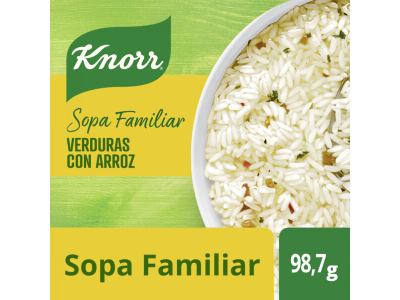 Knorr
Sopa Familiar
VERDURAS
CON ARROZ
Sopa Familiar
98,7g